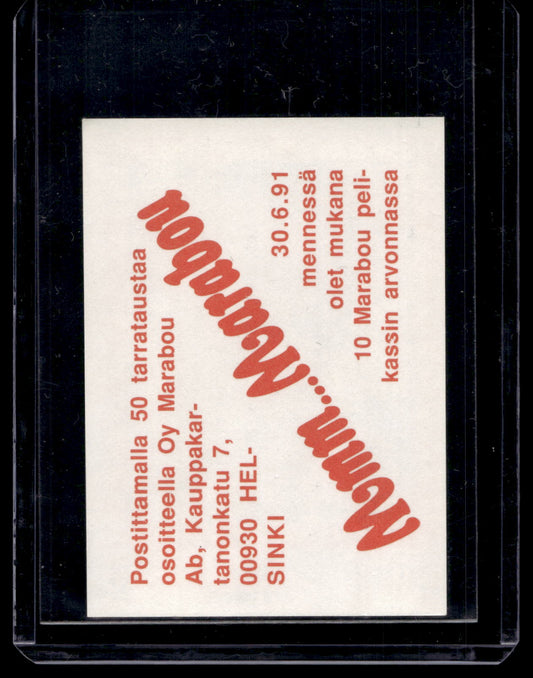 Postittamalla 50 tarrataustaa
osoitteella Oy Marabou
Ab, Kauppakar-
tanonkatu 7,
00930 HEL-
SINKI
Mmm...Marabou
30.6.91
mennessä
olet mukana
10 Marabou peli-
kassin arvonnassa